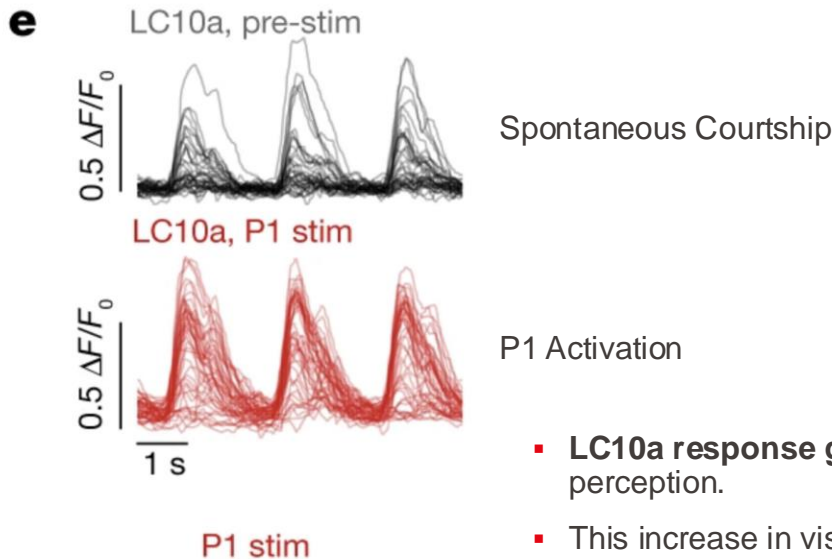 e
LC10a, pre-stim
0.5 ΔF/F0
Spontaneous Courtship
LC10a, P1 stim
0.5 ΔF/F0
P1 Activation
1 s
▪ LC10a response
perception.
▪ This increase in
P1 stim